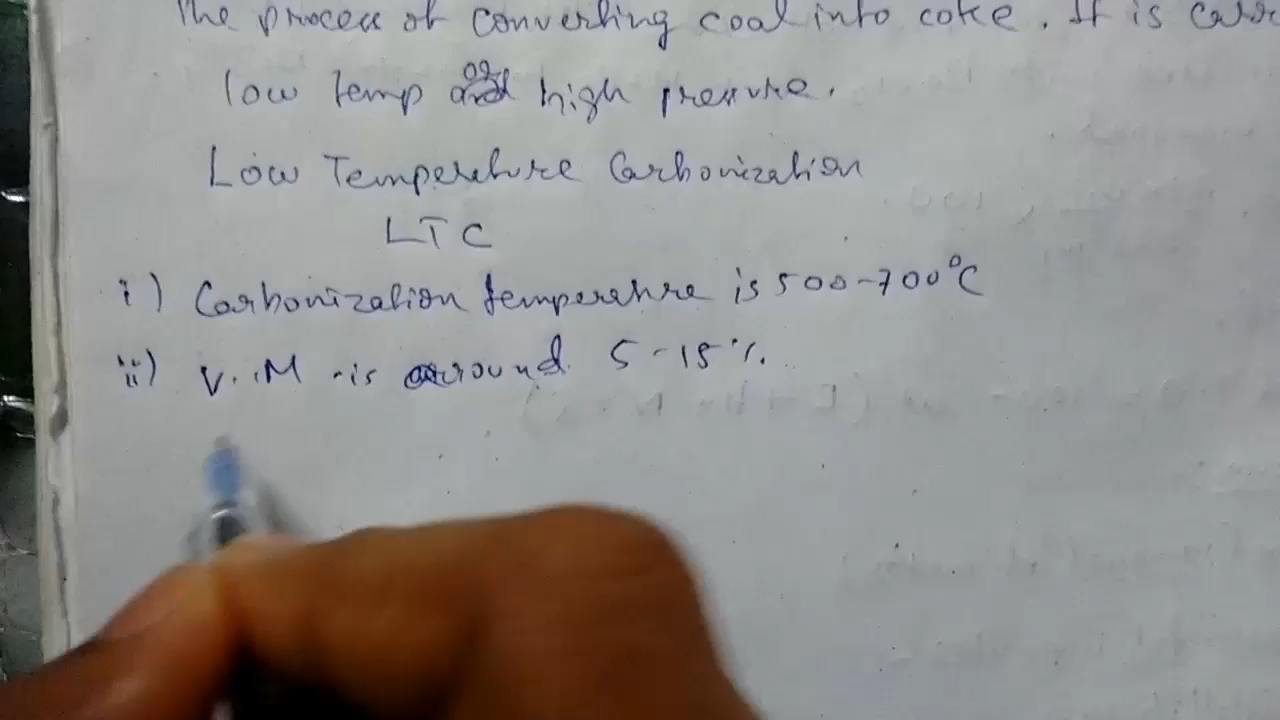 The process of converting coal into coke. It is
low temp or high pressure.
Low Temperature Carbonization
LTC
i) Carbonization temperature is 500-700°C
ii) V.M is around 5-15%.